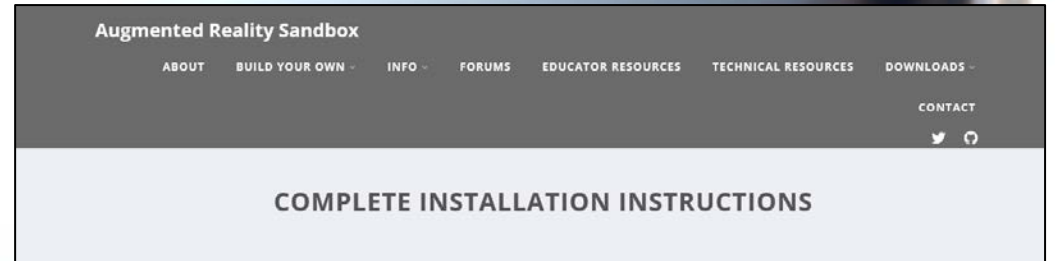 Augmented Reality Sandbox
ABOUT BUILD YOUR OWN INFO FORUMS EDUCATOR RESOURCES TECHNICAL RESOURCES DOWNLOADS
CONTACT
COMPLETE INSTALLATION INSTRUCTIONS